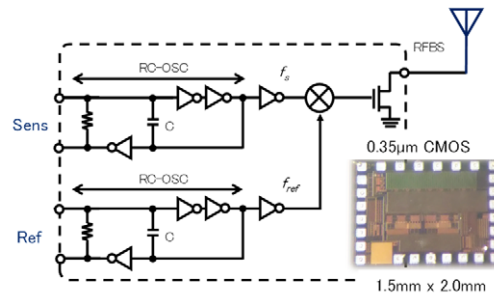 RFBS
RC-OSC
fs
Sens
C
0.35μm CMOS
RC-OSC
fref
Ref
C
1.5mm x 2.0mm